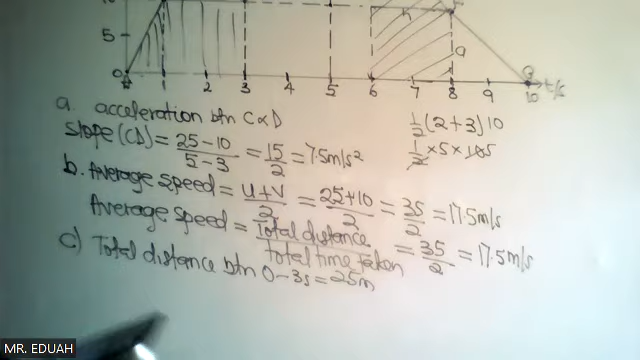 5
0 1 2 3 4 5 6 7 8 9 10 t/s
a. acceleration btn C & D
Slope (CD) = 25-10/5-3 = 15/2 = 7.5m/s²
½(2+3)10
½×5×10 5
b. Average speed = u+v/2 = 25+10/2 = 35/2 = 17.5m/s
Average speed = Total distance/total time taken = 35/2 = 17.5m/s
c) Total distance btn 0-3s = 25m
MR. EDUAH